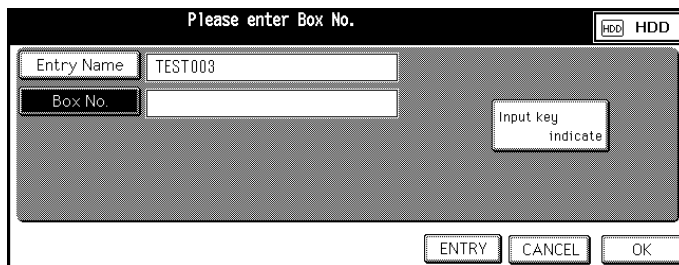 Please enter Box No.
HDD HDD
Entry Name TEST003
Box No.
Input key
indicate
ENTRY CANCEL OK